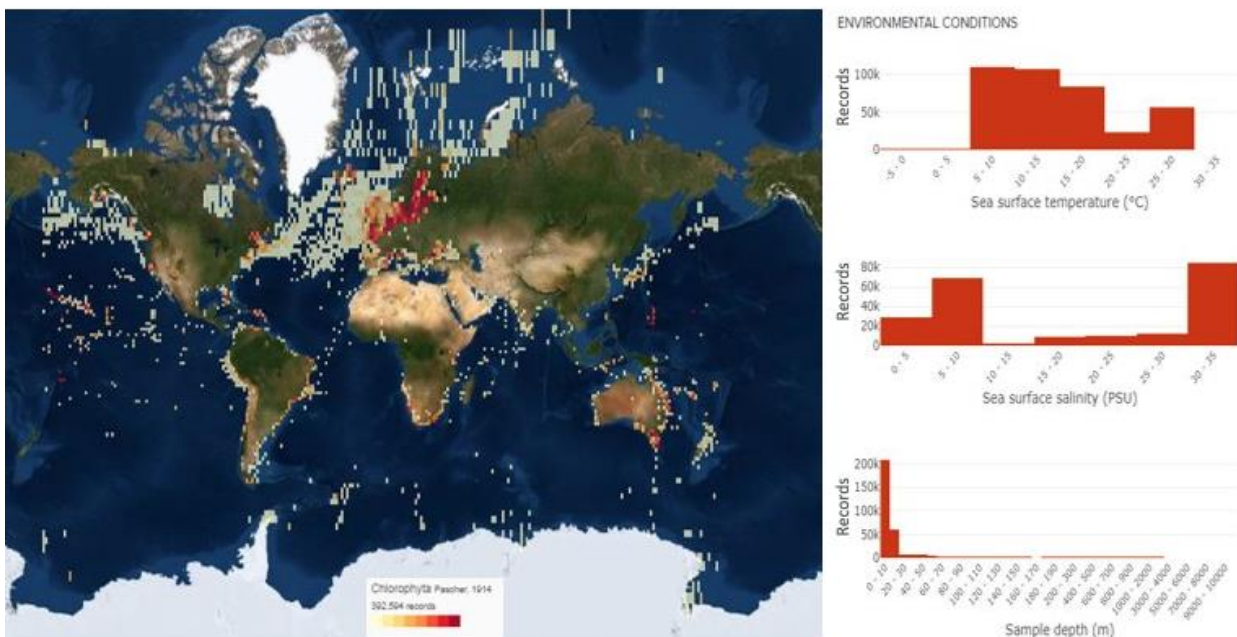 Chlorophyta Pascher, 1914
392,594 records
ENVIRONMENTAL CONDITIONS
Records
100k
50k
0
-5 - 0
0 - 5
5 - 10
10 - 15
15 - 20
20 - 25
25 - 30
30 - 35
Sea surface temperature (°C)
Records
80k
60k
40k
20k
0
0 - 5
5 - 10
10 - 15
15 - 20
20 - 25
25 - 30
30 - 35
Sea surface salinity (PSU)
Records
200k
150k
100k
50k
0
0 - 10
20 - 30
40 - 50
60 - 70
80 - 90
100 - 110
120 - 130
140 - 150
160 - 170
180 - 190
200 - 300
400 - 500
600 - 700
800 - 900
1000 - 2000
3000 - 4000
5000 - 6000
7000 - 8000
9000 - 10000
Sample depth (m)